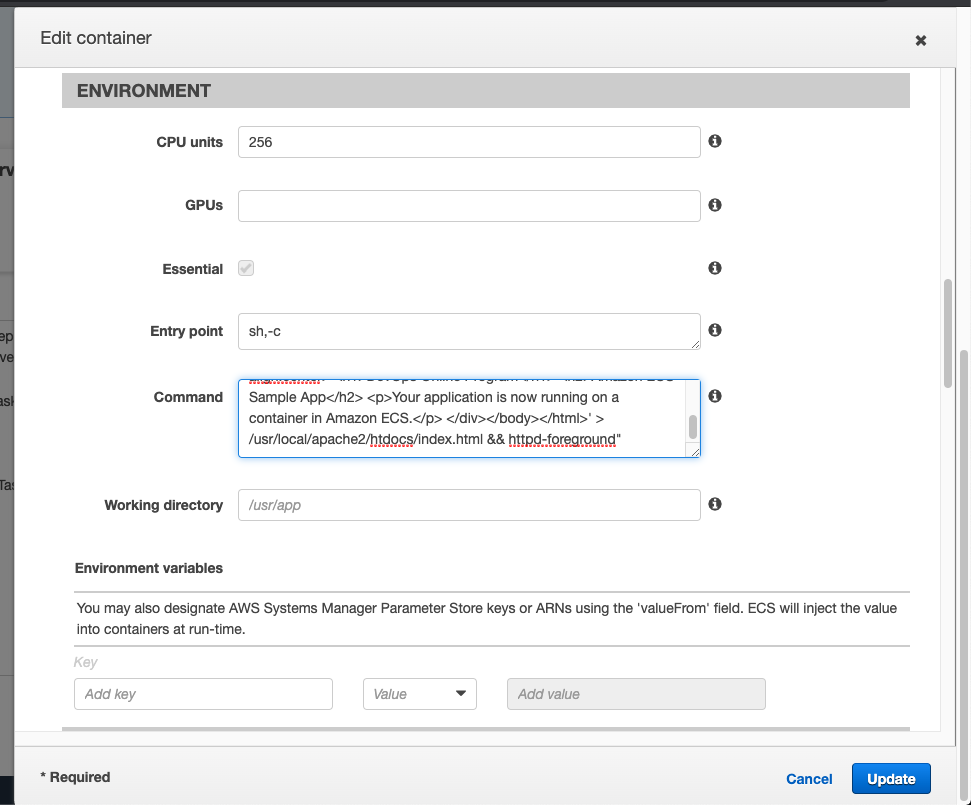 Edit container
ENVIRONMENT
CPU units 256
GPUs
Essential
Entry point sh,-c
Command
Sample App</h2> <p>Your application is now running on a
container in Amazon ECS.</p> </div></body></html>' >
/usr/local/apache2/htdocs/index.html && httpd-foreground"
Working directory /usr/app
Environment variables
You may also designate AWS Systems Manager Parameter Store keys or ARNs using the 'valueFrom' field. ECS will inject the value
into containers at run-time.
Key
Add key Value Add value
* Required Cancel Update